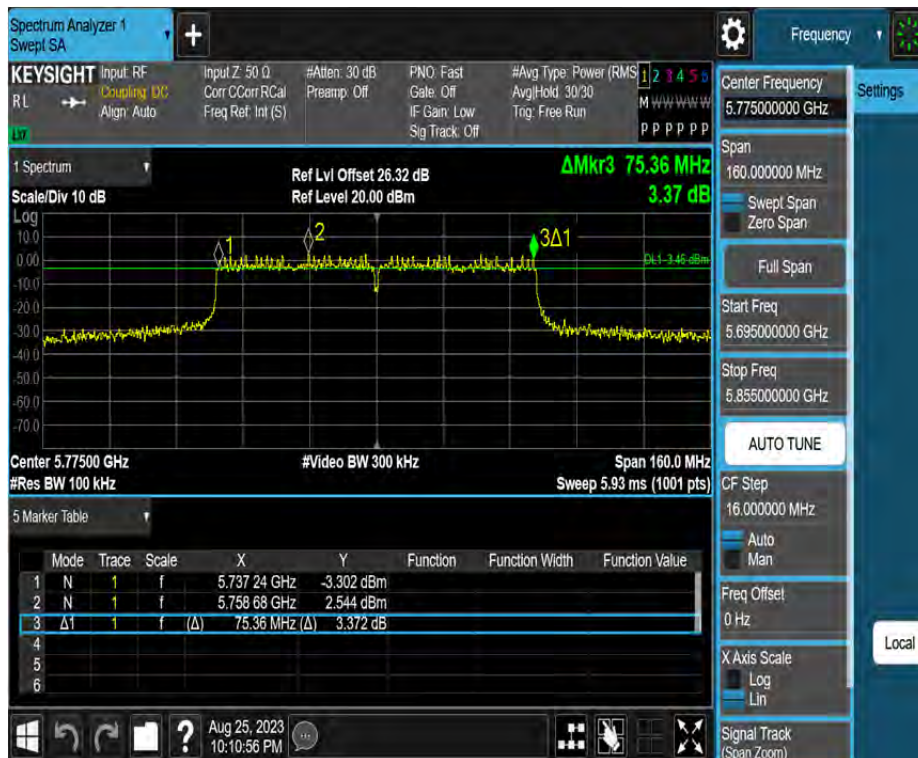 Spectrum Analyzer 1
Swept SA
+
Frequency
KEYSIGHT
RL
LXI
Input: RF
Coupling: DC
Align: Auto
Input Z: 50 Ω
Corr CCorr RCal
Freq Ref: Int (S)
#Atten: 30 dB
Preamp: Off
PNO: Fast
Gate: Off
IF Gain: Low
Sig Track: Off
#Avg Type: Power (RMS
Avg|Hold: 30/30
Trig: Free Run
1 2 3 4 5 6
M W W W W W
P P P P P P
1 Spectrum
Scale/Div 10 dB
Ref Lvl Offset 26.32 dB
Ref Level 20.00 dBm
ΔMkr3 75.36 MHz
3.37 dB
Log
10.0
0.00
-10.0
-20.0
-30.0
-40.0
-50.0
-60.0
-70.0
1
2
3Δ1
DL1 -3.46 dBm
Center 5.77500 GHz
#Video BW 300 kHz
Span 160.0 MHz
#Res BW 100 kHz
Sweep 5.93 ms (1001 pts)
5 Marker Table
Mode Trace Scale X Y Function Function Width Function Value
1 N 1 f 5.737 24 GHz -3.302 dBm
2 N 1 f 5.758 68 GHz 2.544 dBm
3 Δ1 1 f (Δ) 75.36 MHz (Δ) 3.372 dB
4
5
6
?
Aug 25, 2023
10:10:56 PM
Center Frequency
5.775000000 GHz
Span
160.000000 MHz
Swept Span
Zero Span
Full Span
Start Freq
5.695000000 GHz
Stop Freq
5.855000000 GHz
AUTO TUNE
CF Step
16.000000 MHz
Auto
Man
Freq Offset
0 Hz
X Axis Scale
Log
Lin
Signal Track
(Span Zoom)
Settings
Local